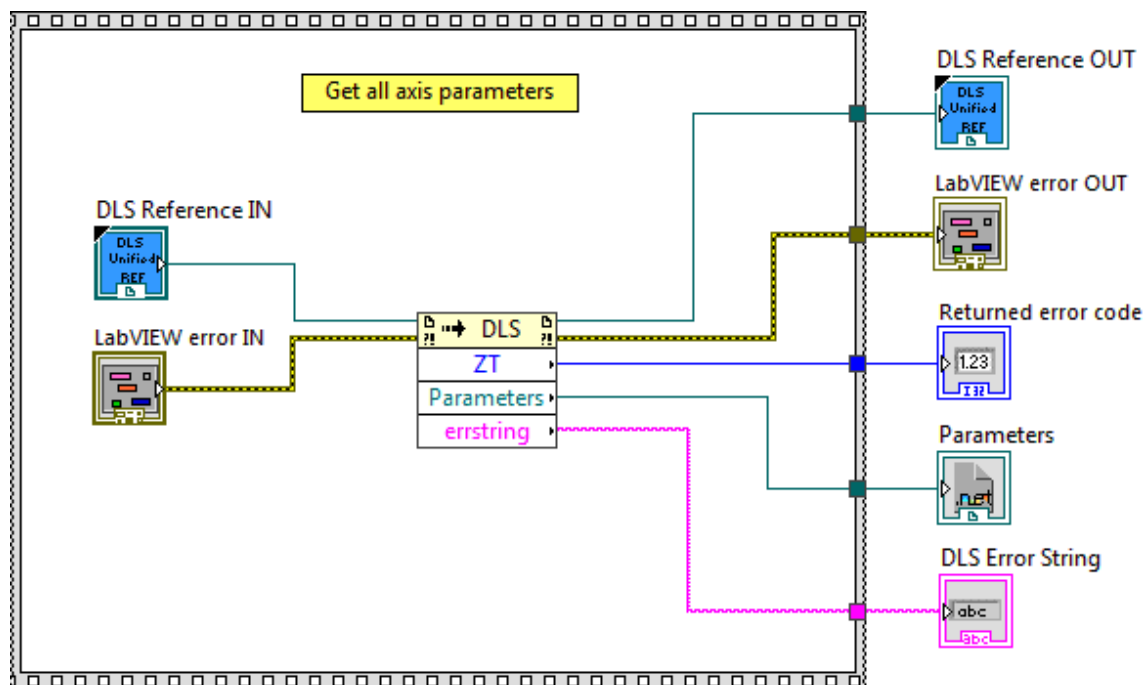 DLS Reference OUT
Get all axis parameters
DLS
Unified
REF
LabVIEW error OUT
DLS Reference IN
DLS
Unified
REF
LabVIEW error IN
DLS
Returned error code
ZT
1.23
I32
Parameters
errstring
Parameters
.net
DLS Error String
abc
abc